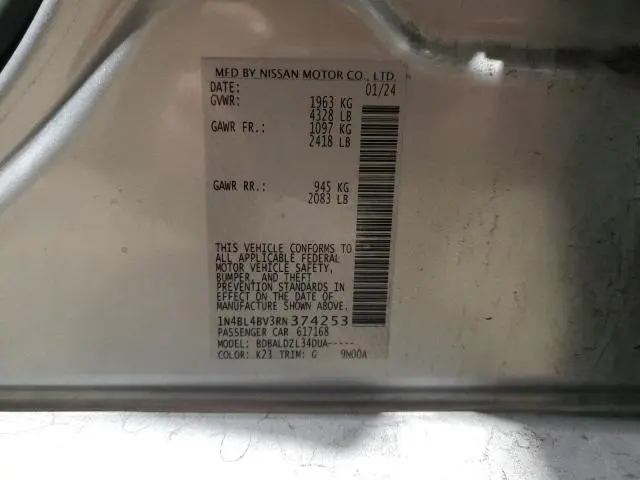 MFD BY NISSAN MOTOR CO., LTD.
DATE: 01/24
GVWR: 1963 KG
4328 LB
GAWR FR.: 1097 KG
2418 LB
GAWR RR.: 945 KG
2083 LB
THIS VEHICLE CONFORMS TO
ALL APPLICABLE FEDERAL
MOTOR VEHICLE SAFETY,
BUMPER, AND THEFT
PREVENTION STANDARDS IN
EFFECT ON THE DATE OF
MANUFACTURE SHOWN ABOVE.
1N4BL4BV3RN374253
PASSENGER CAR 617168
MODEL: BDBALDZL34DUA-----
COLOR: K23 TRIM: G 9N00A